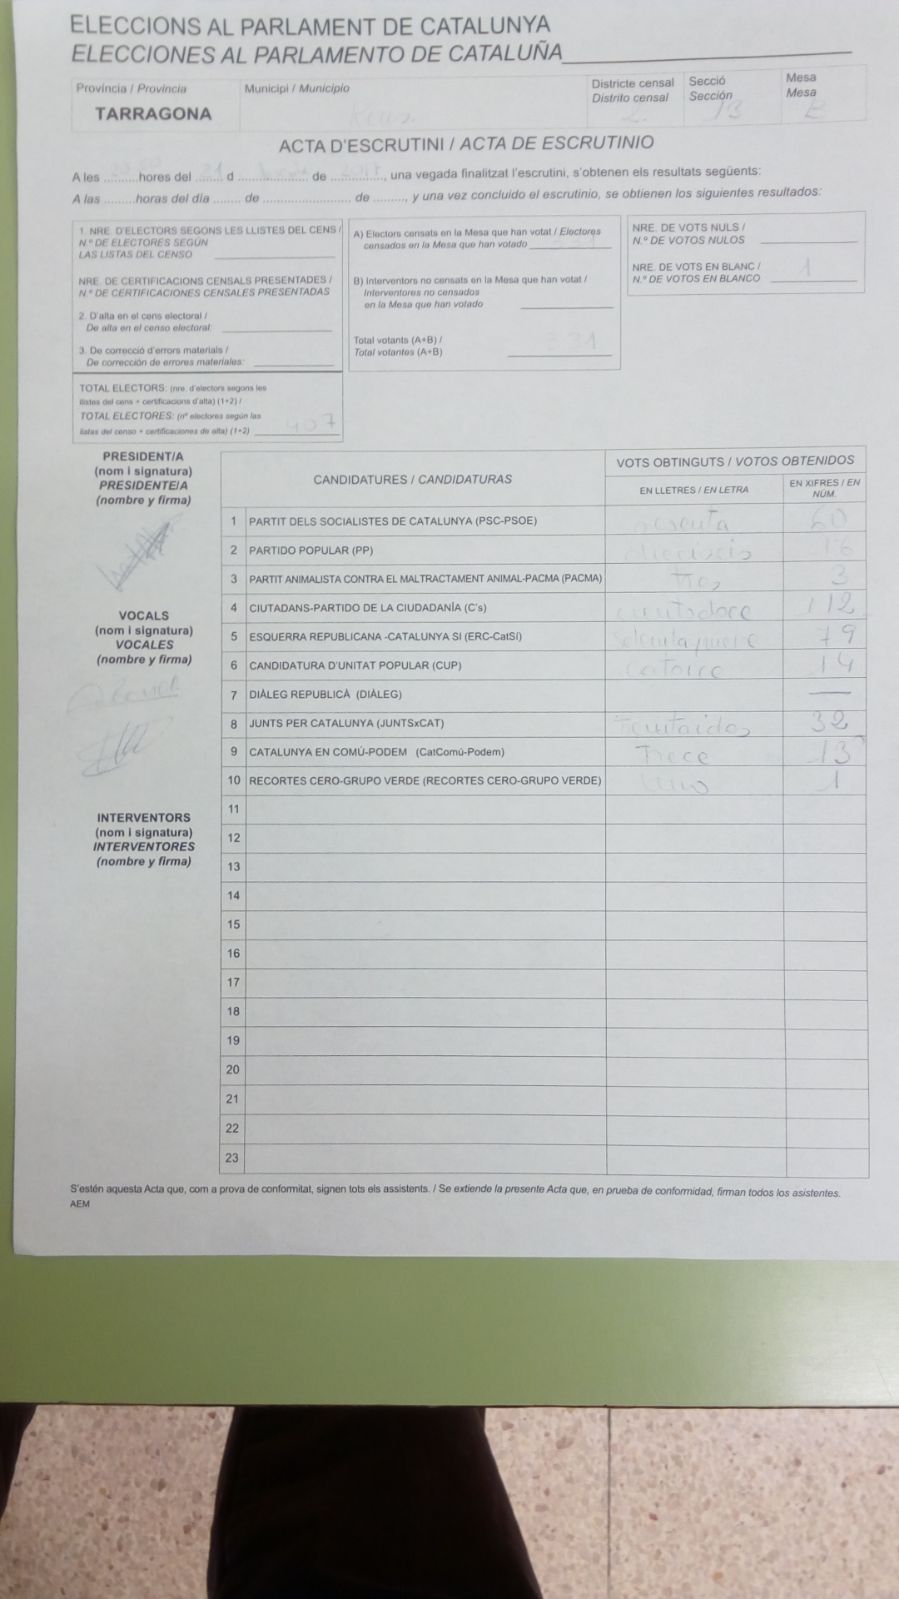 ELECCIONS AL PARLAMENT DE CATALUNYA
ELECCIONES AL PARLAMENTO DE CATALUÑA
Província / Provincia
TARRAGONA
Municipi / Municipio
Reus.
Districte censal
Distrito censal
2.
Secció
Sección
13
Mesa
Mesa
ACTA D'ESCRUTINI / ACTA DE ESCRUTINIO
A les ......... hores del 21 d ............ de 2017, una vegada finalitzat l'escrutini, s'obtenen els resultats següents:
A las ......... horas del día ........ de ........................ de ........., y una vez concluido el escrutinio, se obtienen los siguientes resultados:
1. NRE. D'ELECTORS SEGONS LES LLISTES DEL CENS /
N.º DE ELECTORES SEGÚN
LAS LISTAS DEL CENSO
NRE. DE CERTIFICACIONS CENSALS PRESENTADES /
N.º DE CERTIFICACIONES CENSALES PRESENTADAS
2. D'alta en el cens electoral /
De alta en el censo electoral:
3. De correcció d'errors materials /
De corrección de errores materiales:
TOTAL ELECTORS: (nre. d'electors segons les
llistes del cens + certificacions d'alta) (1+2) /
TOTAL ELECTORES: (nº electores según las
listas del censo + certificaciones de alta) (1+2) 407
A) Electors censats en la Mesa que han votat / Electores
censados en la Mesa que han votado
B) Interventors no censats en la Mesa que han votat /
Interventores no censados
en la Mesa que han votado
Total votants (A+B) /
Total votantes (A+B) 331
NRE. DE VOTS NULS /
N.º DE VOTOS NULOS
NRE. DE VOTS EN BLANC /
N.º DE VOTOS EN BLANCO 1
PRESIDENT/A
(nom i signatura)
PRESIDENTE/A
(nombre y firma)
VOCALS
(nom i signatura)
VOCALES
(nombre y firma)
INTERVENTORS
(nom i signatura)
INTERVENTORES
(nombre y firma)
CANDIDATURES / CANDIDATURAS
VOTS OBTINGUTS / VOTOS OBTENIDOS
EN LLETRES / EN LETRA
EN XIFRES / EN NÚM.
1 PARTIT DELS SOCIALISTES DE CATALUNYA (PSC-PSOE) sesenta 60
2 PARTIDO POPULAR (PP) dieciseis 16
3 PARTIT ANIMALISTA CONTRA EL MALTRACTAMENT ANIMAL-PACMA (PACMA) tres 3
4 CIUTADANS-PARTIDO DE LA CIUDADANÍA (C's) cientodoce 112
5 ESQUERRA REPUBLICANA -CATALUNYA SI (ERC-CatSí) setentaynueve 79
6 CANDIDATURA D'UNITAT POPULAR (CUP) catorce 14
7 DIÀLEG REPUBLICÀ (DIÀLEG) —
8 JUNTS PER CATALUNYA (JUNTSxCAT) treintaidos 32
9 CATALUNYA EN COMÚ-PODEM (CatComú-Podem) trece 13
10 RECORTES CERO-GRUPO VERDE (RECORTES CERO-GRUPO VERDE) uno 1
11
12
13
14
15
16
17
18
19
20
21
22
23
S'estén aquesta Acta que, com a prova de conformitat, signen tots els assistents. / Se extiende la presente Acta que, en prueba de conformidad, firman todos los asistentes.
AEM